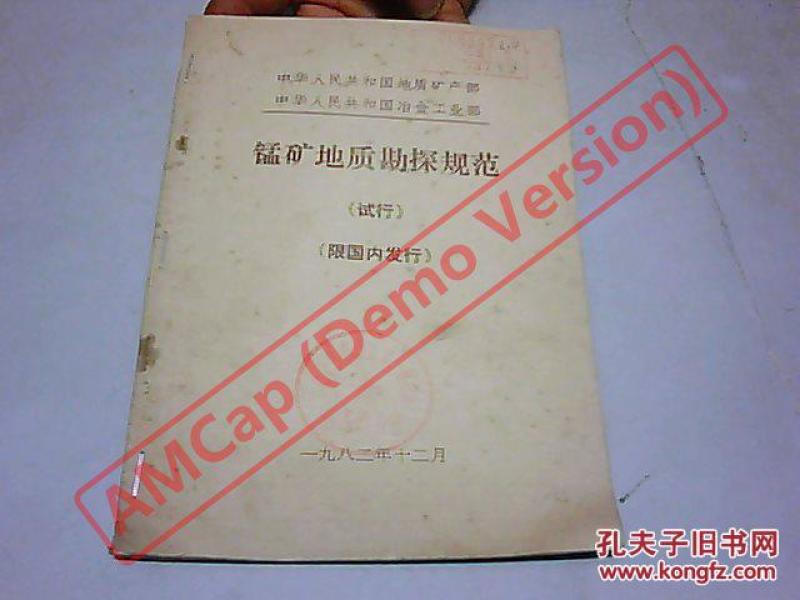 中华人民共和国地质矿产部
中华人民共和国冶金工业部
锰矿地质勘探规范
（试行）
（限国内发行）
一九八三年十二月
AMCap (Demo Version)
孔夫子旧书网
www.kongfz.com